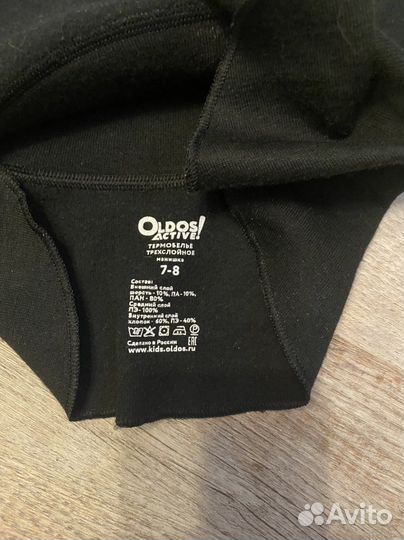 OLDOS!
ACTIVE!
ТЕРМОБЕЛЬЕ
ТРЕХСЛОЙНОЕ
манишка
7-8
Состав:
Внешний слой
шерсть-10%, ПА-10%,
ПАН-80%
Средний слой
ПЭ-100%
Внутренний слой
хлопок-60%, ПЭ-40%
Сделано в России
EAC
www.kids.oldos.ru
Avito